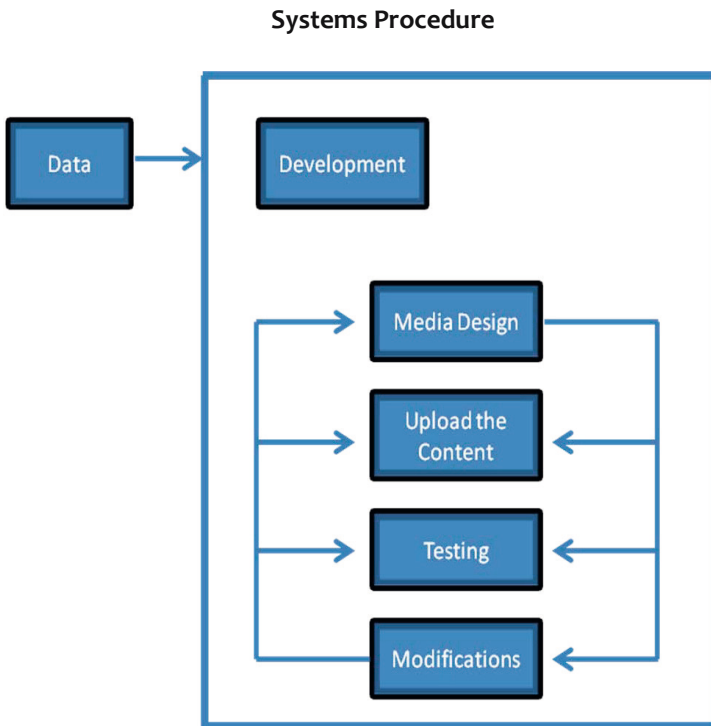 Systems Procedure
Data
Development
Media Design
Upload the
Content
Testing
Modifications